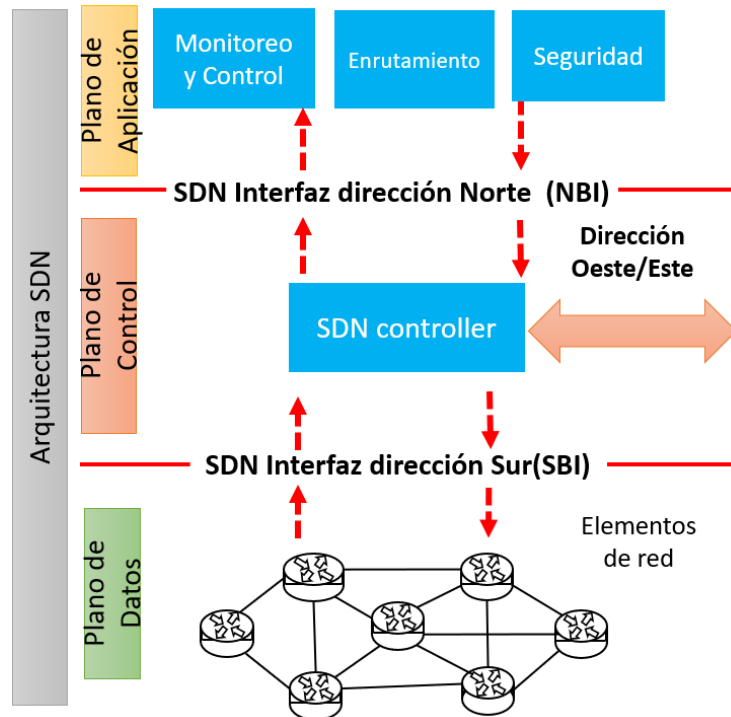 Arquitectura SDN
Plano de
Aplicación
Monitoreo
y Control
Enrutamiento
Seguridad
SDN Interfaz dirección Norte (NBI)
Plano de
Control
SDN controller
Dirección
Oeste/Este
SDN Interfaz dirección Sur(SBI)
Plano de
Datos
Elementos
de red